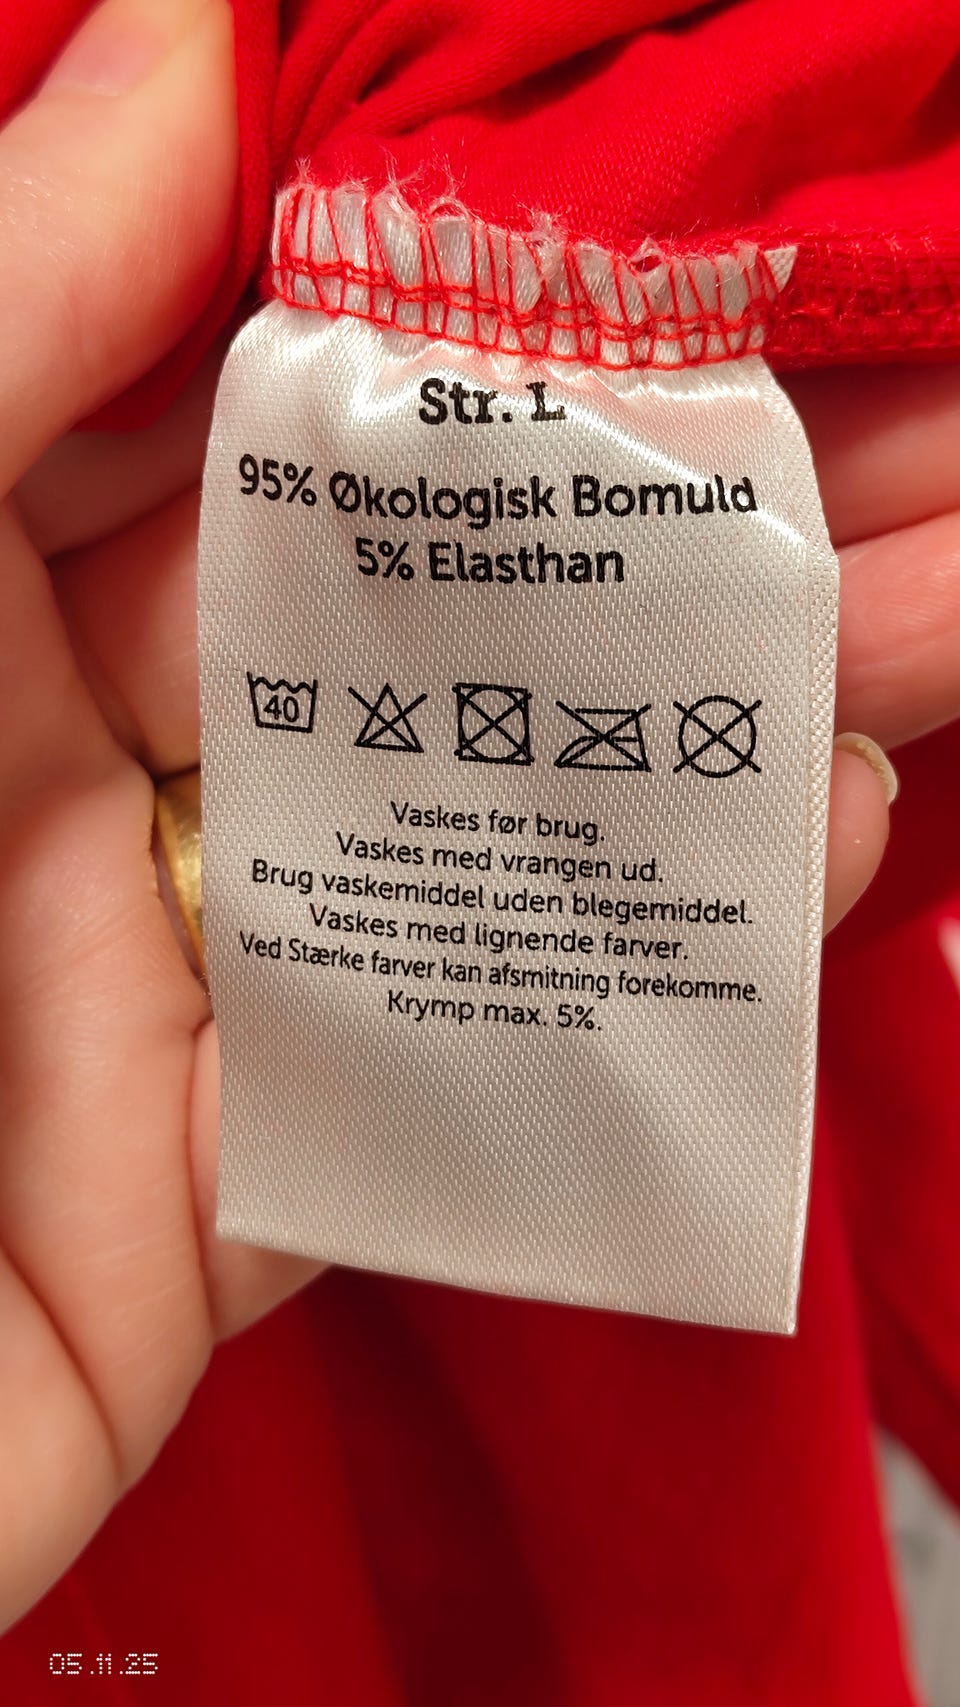 Str. L
95% Økologisk Bomuld
5% Elasthan
40
Vaskes før brug.
Vaskes med vrangen ud.
Brug vaskemiddel uden blegemiddel.
Vaskes med lignende farver.
Ved Stærke farver kan afsmitning forekomme.
Krymp max. 5%.
05.11.25